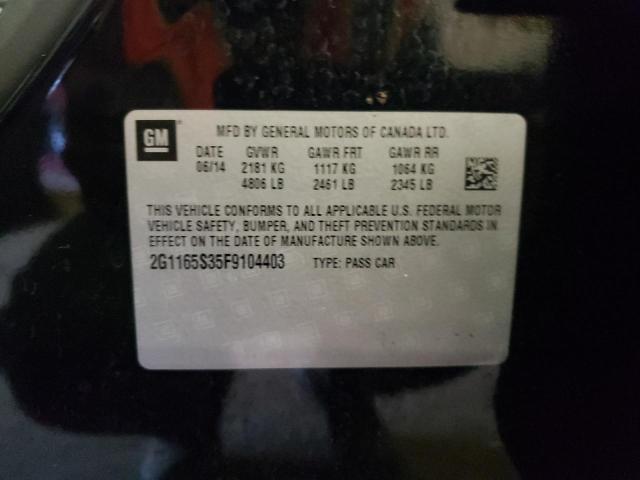 GM
MFD BY GENERAL MOTORS OF CANADA LTD.
DATE GVWR GAWR FRT GAWR RR
06/14 2181 KG 1117 KG 1064 KG
4806 LB 2461 LB 2345 LB
THIS VEHICLE CONFORMS TO ALL APPLICABLE U.S. FEDERAL MOTOR
VEHICLE SAFETY, BUMPER, AND THEFT PREVENTION STANDARDS IN
EFFECT ON THE DATE OF MANUFACTURE SHOWN ABOVE.
2G1165S35F9104403 TYPE: PASS CAR